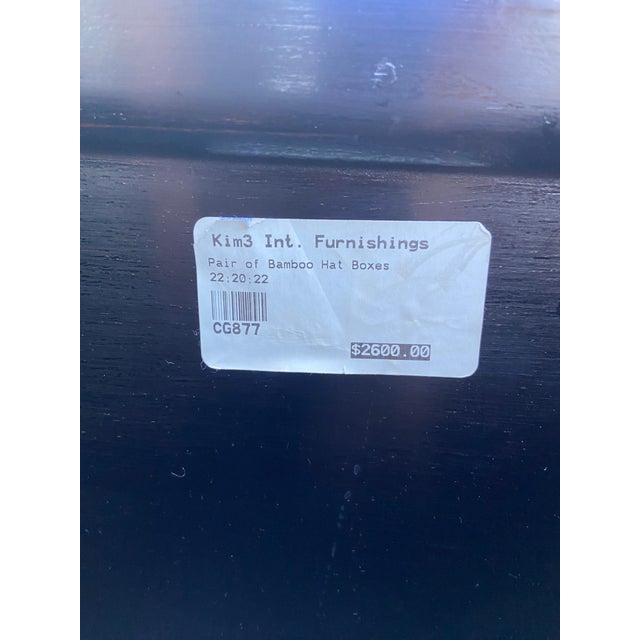 Kim3 Int. Furnishings
Pair of Bamboo Hat Boxes
22:20:22
CG877
$2600.00